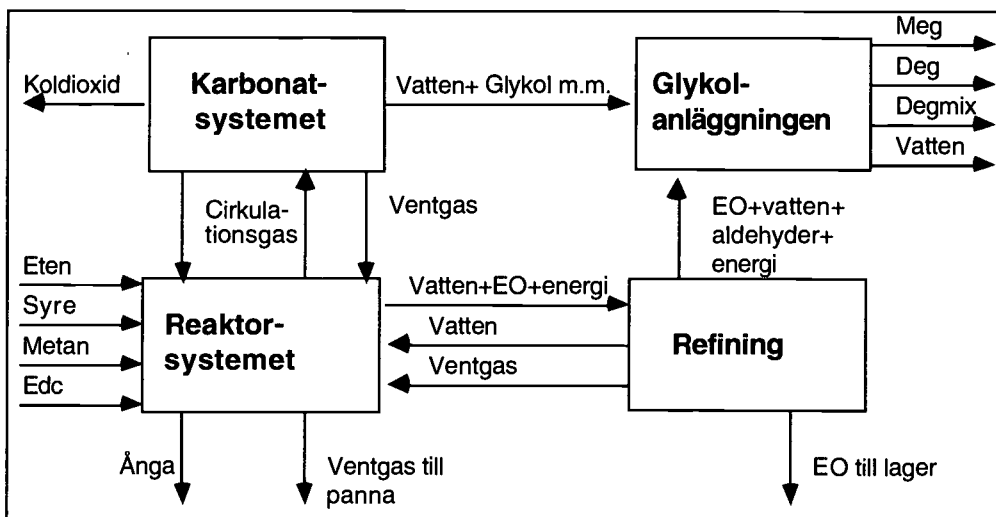 Meg
Deg
Degmix
Vatten
Koldioxid
Karbonat-
systemet
Vatten+ Glykol m.m.
Glykol-
anläggningen
Cirkula-
tionsgas
Ventgas
EO+vatten+
aldehyder+
energi
Eten
Syre
Metan
Edc
Reaktor-
systemet
Vatten+EO+energi
Vatten
Ventgas
Refining
Ånga
Ventgas till
panna
EO till lager